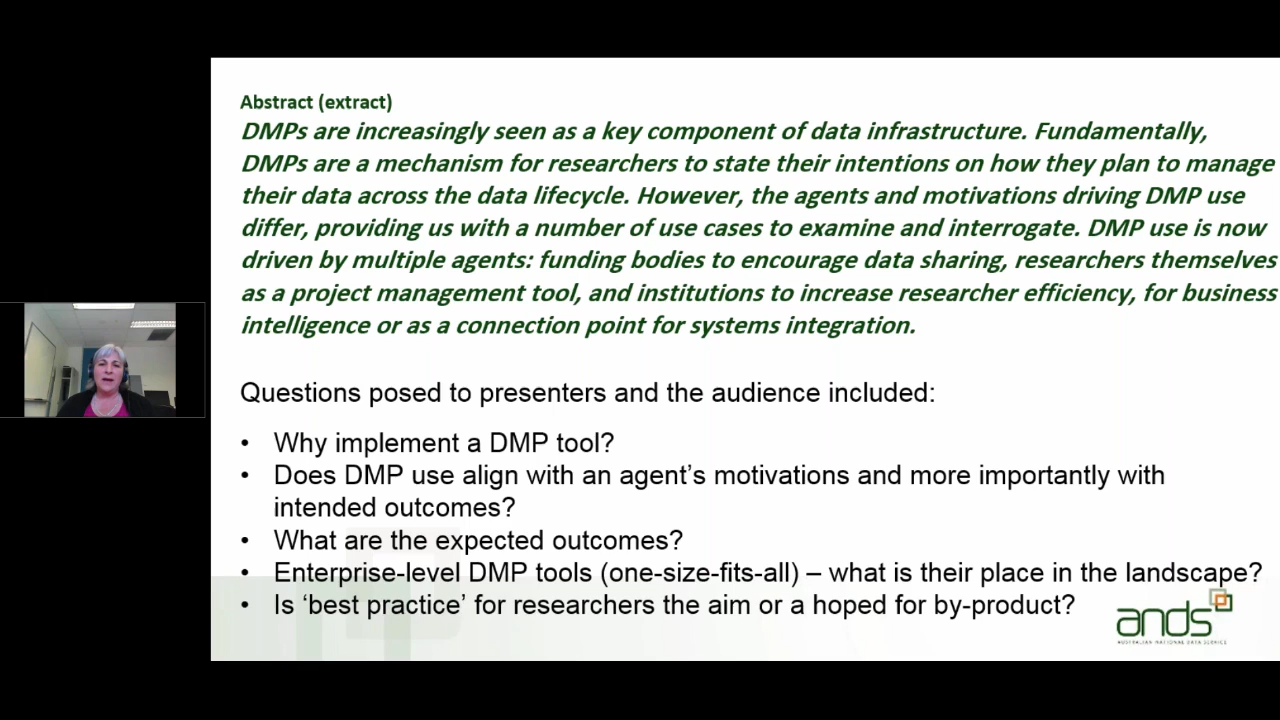 Abstract (extract)
DMPs are increasingly seen as a key component of data infrastructure. Fundamentally,
DMPs are a mechanism for researchers to state their intentions on how they plan to manage
their data across the data lifecycle. However, the agents and motivations driving DMP use
differ, providing us with a number of use cases to examine and interrogate. DMP use is now
driven by multiple agents: funding bodies to encourage data sharing, researchers themselves
as a project management tool, and institutions to increase researcher efficiency, for business
intelligence or as a connection point for systems integration.
Questions posed to presenters and the audience included:
• Why implement a DMP tool?
• Does DMP use align with an agent’s motivations and more importantly with
intended outcomes?
• What are the expected outcomes?
• Enterprise-level DMP tools (one-size-fits-all) – what is their place in the landscape?
• Is ‘best practice’ for researchers the aim or a hoped for by-product?
ands
AUSTRALIAN NATIONAL DATA SERVICE